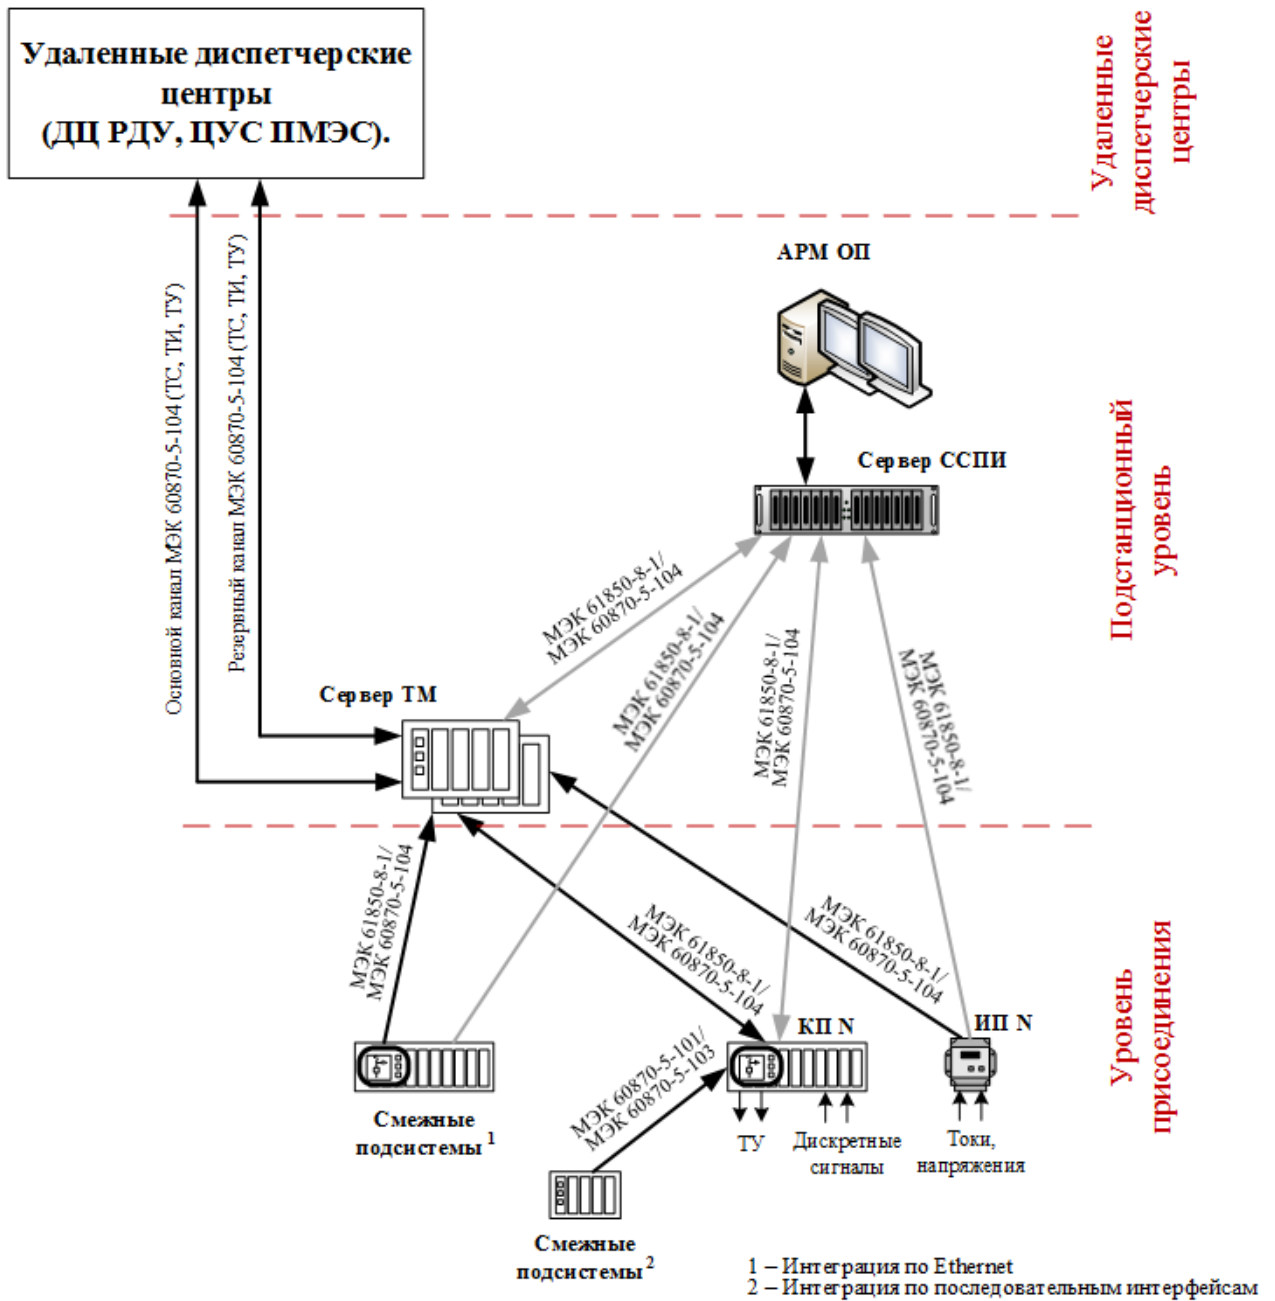 Удаленные диспетчерские
центры
(ДЦ РДУ, ЦУС ПМЭС).
Удаленные
диспетчерские
центры
Основной канал МЭК 60870-5-104 (ТС, ТИ, ТУ)
Резервный канал МЭК 60870-5-104 (ТС, ТИ, ТУ)
АРМ ОП
Сервер ССПИ
Подстанционный
уровень
МЭК 61850-8-1/
МЭК 60870-5-104
МЭК 61850-8-1/
МЭК 60870-5-104
МЭК 61850-8-1/
МЭК 60870-5-104
МЭК 61850-8-1/
МЭК 60870-5-104
Сервер ТМ
МЭК 61850-8-1/
МЭК 60870-5-104
МЭК 61850-8-1/
МЭК 60870-5-104
МЭК 61850-8-1/
МЭК 60870-5-104
Уровень
присоединения
КП N
ИП N
МЭК 60870-5-101/
МЭК 60870-5-103
Смежные
подсистемы 1
ТУ
Дискретные
сигналы
Токи,
напряжения
Смежные
подсистемы 2
1 – Интеграция по Ethernet
2 – Интеграция по последовательным интерфейсам